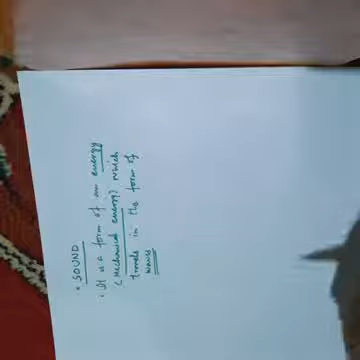 • SOUND
• It is a form of an energy
(Mechanical energy) which
travels in the form of
waves